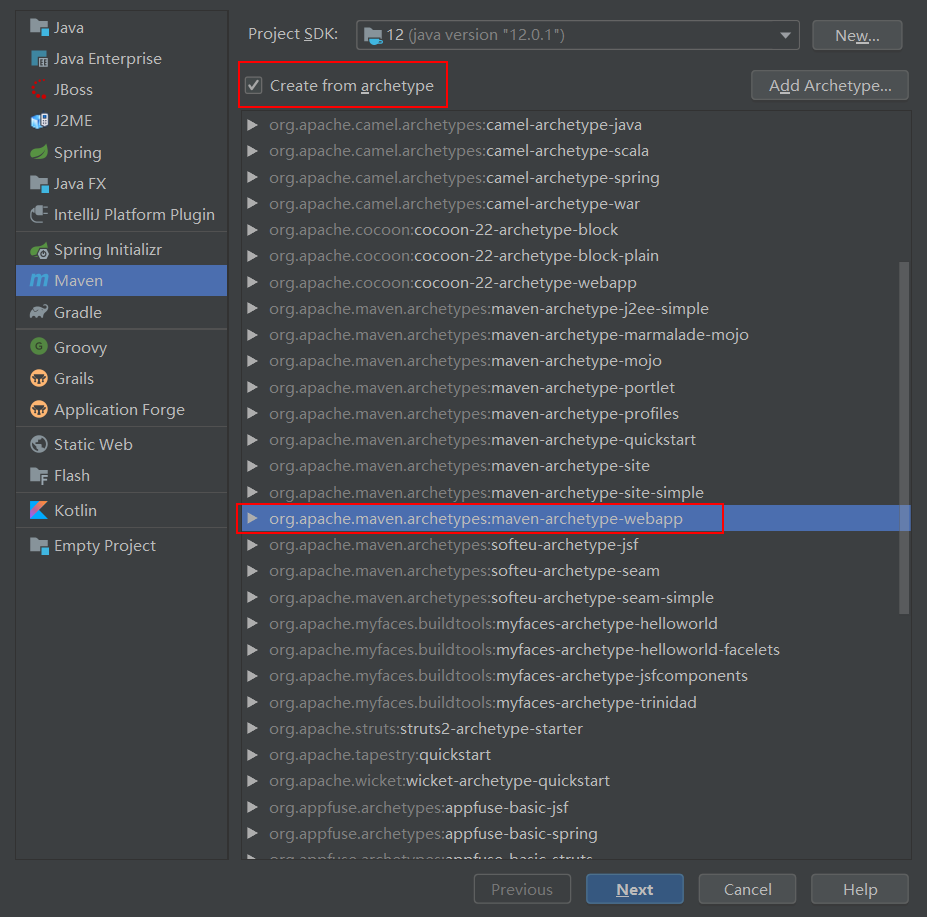 Java
Java Enterprise
JBoss
J2ME
Spring
Java FX
IntelliJ Platform Plugin
Spring Initializr
Maven
Gradle
Groovy
Grails
Application Forge
Static Web
Flash
Kotlin
Empty Project
Project SDK: 12 (java version "12.0.1") New...
Create from archetype Add Archetype...
org.apache.camel.archetypes:camel-archetype-java
org.apache.camel.archetypes:camel-archetype-scala
org.apache.camel.archetypes:camel-archetype-spring
org.apache.camel.archetypes:camel-archetype-war
org.apache.cocoon:cocoon-22-archetype-block
org.apache.cocoon:cocoon-22-archetype-block-plain
org.apache.cocoon:cocoon-22-archetype-webapp
org.apache.maven.archetypes:maven-archetype-j2ee-simple
org.apache.maven.archetypes:maven-archetype-marmalade-mojo
org.apache.maven.archetypes:maven-archetype-mojo
org.apache.maven.archetypes:maven-archetype-portlet
org.apache.maven.archetypes:maven-archetype-profiles
org.apache.maven.archetypes:maven-archetype-quickstart
org.apache.maven.archetypes:maven-archetype-site
org.apache.maven.archetypes:maven-archetype-site-simple
org.apache.maven.archetypes:maven-archetype-webapp
org.apache.maven.archetypes:softeu-archetype-jsf
org.apache.maven.archetypes:softeu-archetype-seam
org.apache.maven.archetypes:softeu-archetype-seam-simple
org.apache.myfaces.buildtools:myfaces-archetype-helloworld
org.apache.myfaces.buildtools:myfaces-archetype-helloworld-facelets
org.apache.myfaces.buildtools:myfaces-archetype-jsfcomponents
org.apache.myfaces.buildtools:myfaces-archetype-trinidad
org.apache.struts:struts2-archetype-starter
org.apache.tapestry:quickstart
org.apache.wicket:wicket-archetype-quickstart
org.appfuse.archetypes:appfuse-basic-jsf
org.appfuse.archetypes:appfuse-basic-spring
org.appfuse.archetypes:appfuse-basic-struts
Previous Next Cancel Help